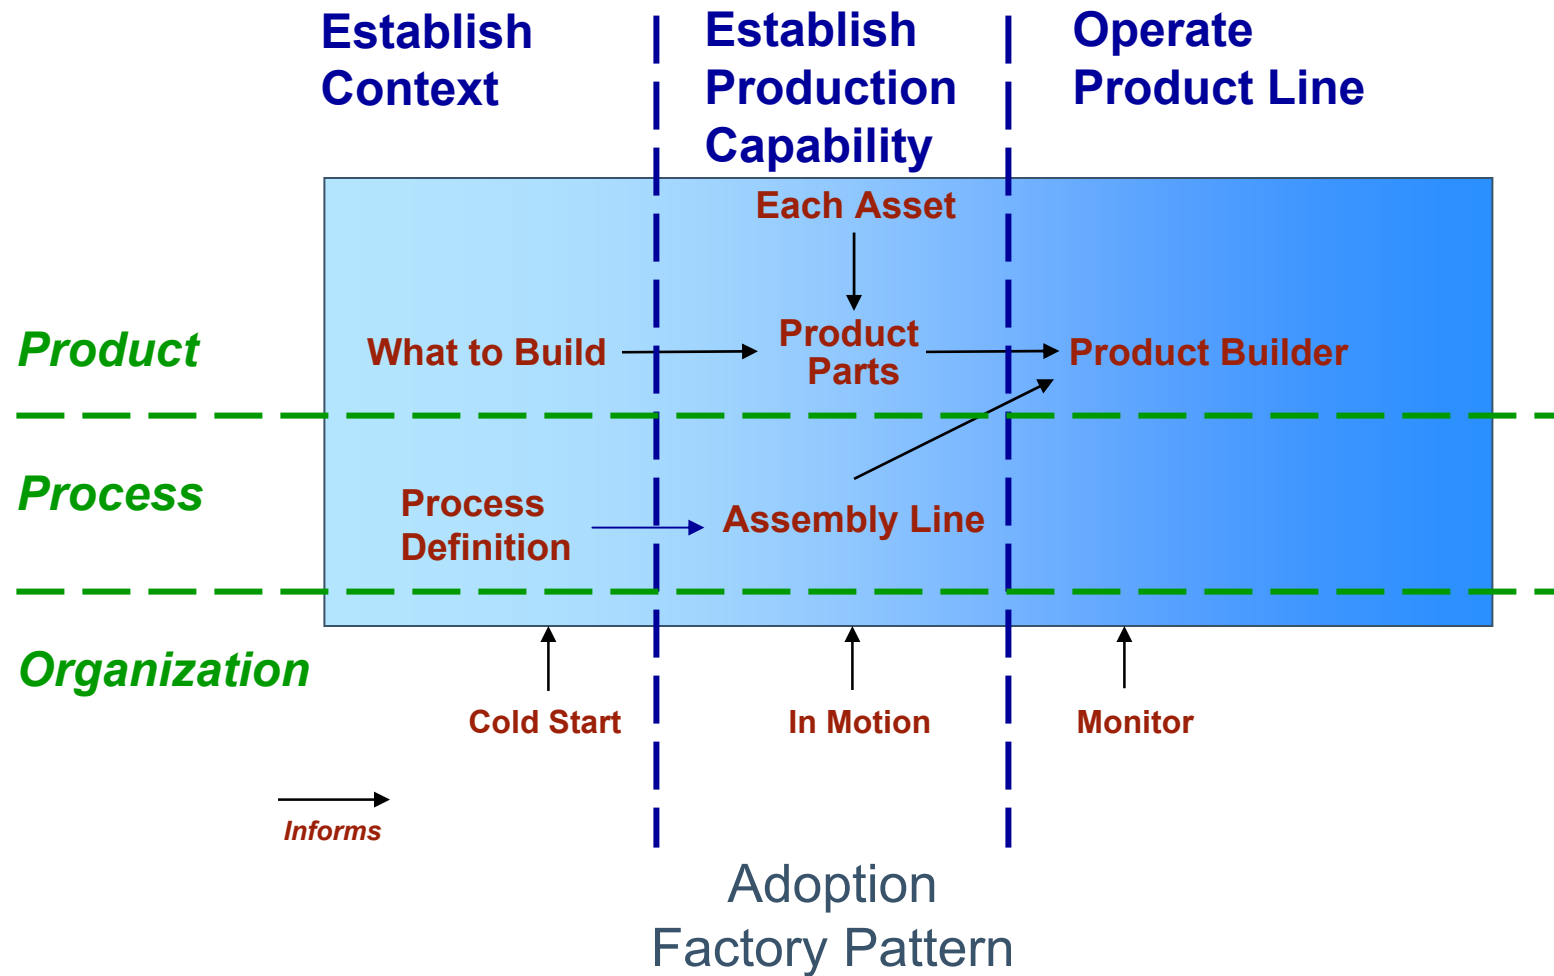 Establish
Context
Establish
Production
Capability
Operate
Product Line
Each Asset
Product
What to Build
Product
Parts
Product Builder
Process
Process
Definition
Assembly Line
Organization
Cold Start
In Motion
Monitor
Informs
Adoption
Factory Pattern